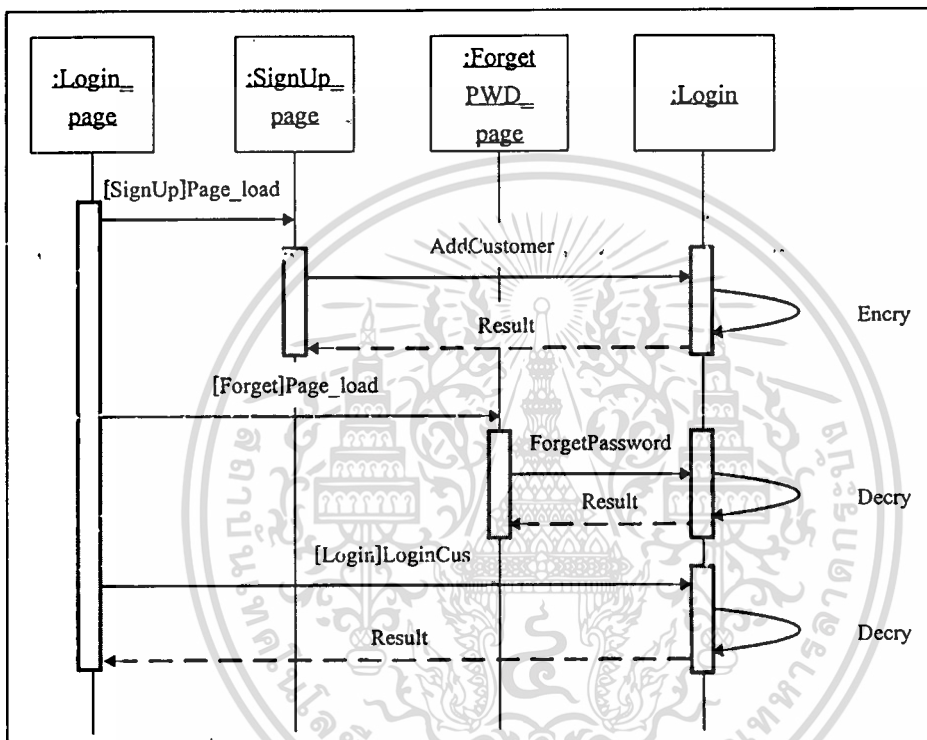 :Login_
page
:SignUp_
page
:Forget
PWD_
page
:Login
[SignUp]Page_load
AddCustomer
Encry
Result
[Forget]Page_load
ForgetPassword
Decry
Result
[Login]LoginCus
Decry
Result